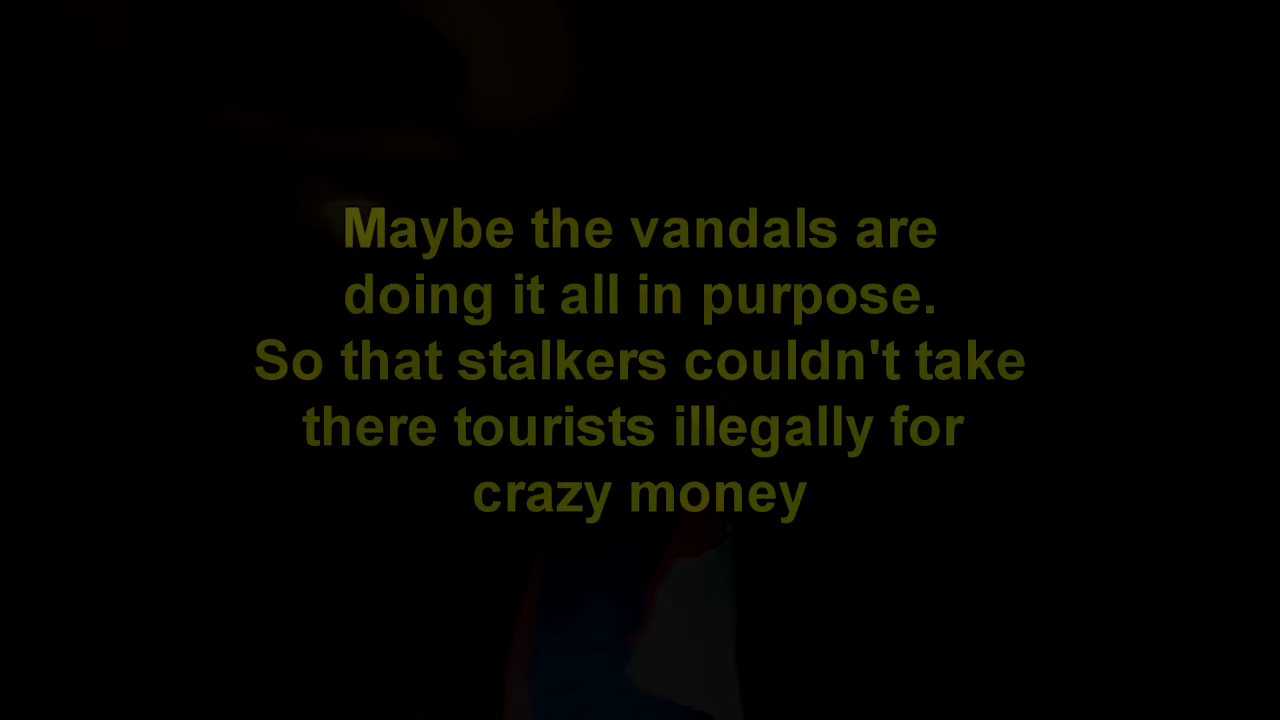 Maybe the vandals are
doing it all in purpose.
So that stalkers couldn't take
there tourists illegally for
crazy money